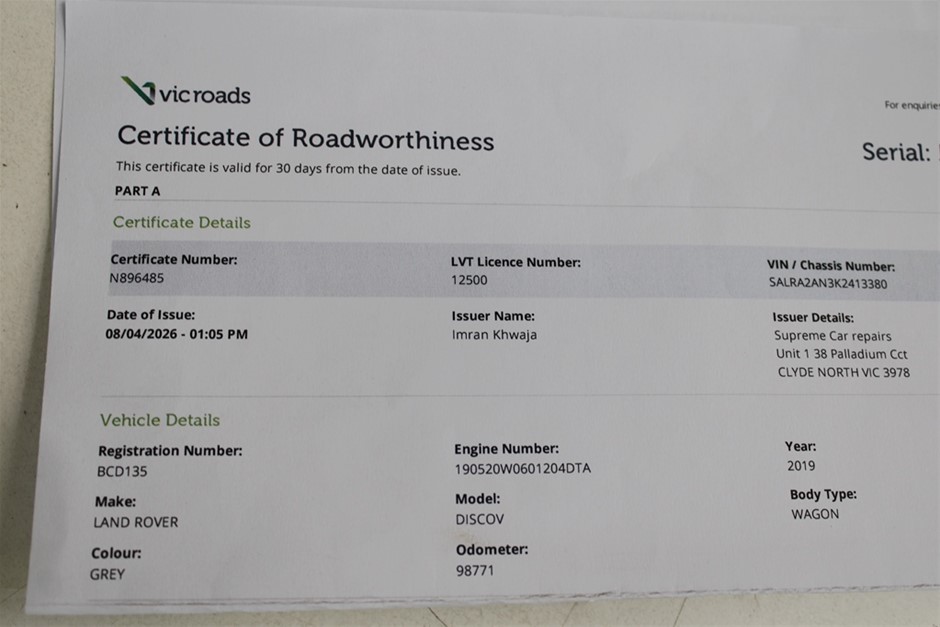 vicroads
For enquiries
Certificate of Roadworthiness
Serial:
This certificate is valid for 30 days from the date of issue.
PART A
Certificate Details
Certificate Number: LVT Licence Number: VIN / Chassis Number:
N896485 12500 SALRA2AN3K2413380
Date of Issue: Issuer Name: Issuer Details:
08/04/2026 - 01:05 PM Imran Khwaja Supreme Car repairs
Unit 1 38 Palladium Cct
CLYDE NORTH VIC 3978
Vehicle Details
Registration Number: Engine Number: Year:
BCD135 190520W0601204DTA 2019
Make: Model: Body Type:
LAND ROVER DISCOV WAGON
Colour: Odometer:
GREY 98771